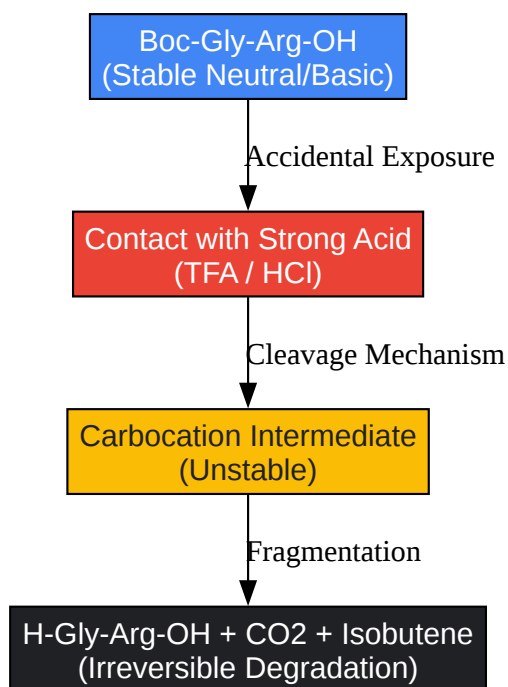 Boc-Gly-Arg-OH
(Stable Neutral/Basic)
Accidental Exposure
Contact with Strong Acid
(TFA / HCl)
Cleavage Mechanism
Carbocation Intermediate
(Unstable)
Fragmentation
H-Gly-Arg-OH + CO2 + Isobutene
(Irreversible Degradation)